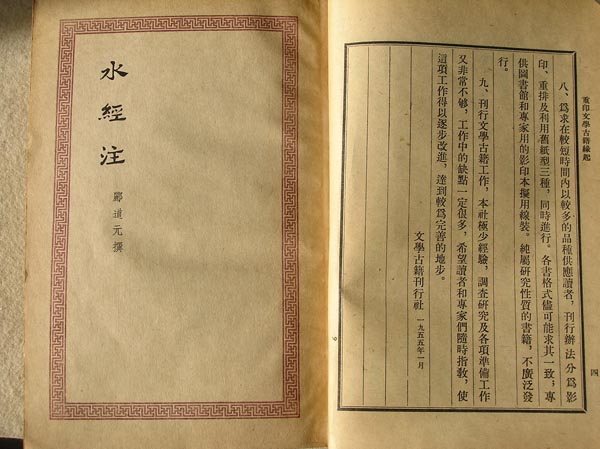 重印文學古籍緣起
四
八、爲求在較短時間內以較多的品種供應讀者，刊行辦法分爲影
印、重排及利用舊紙型三種，同時進行。各書格式儘可能求其一致；專
供圖書館和專家用的影印本擬用線裝。純屬研究性質的書籍，不廣泛發
行。
九、刊行文學古籍工作，本社極少經驗，調查研究及各項準備工作
又非常不够，工作中的缺點一定很多，希望讀者和專家們隨時指敎，使
這項工作得以逐步改進，達到較爲完善的地步。
文學古籍刊行社 一九五五年一月
水經注
酈道元撰